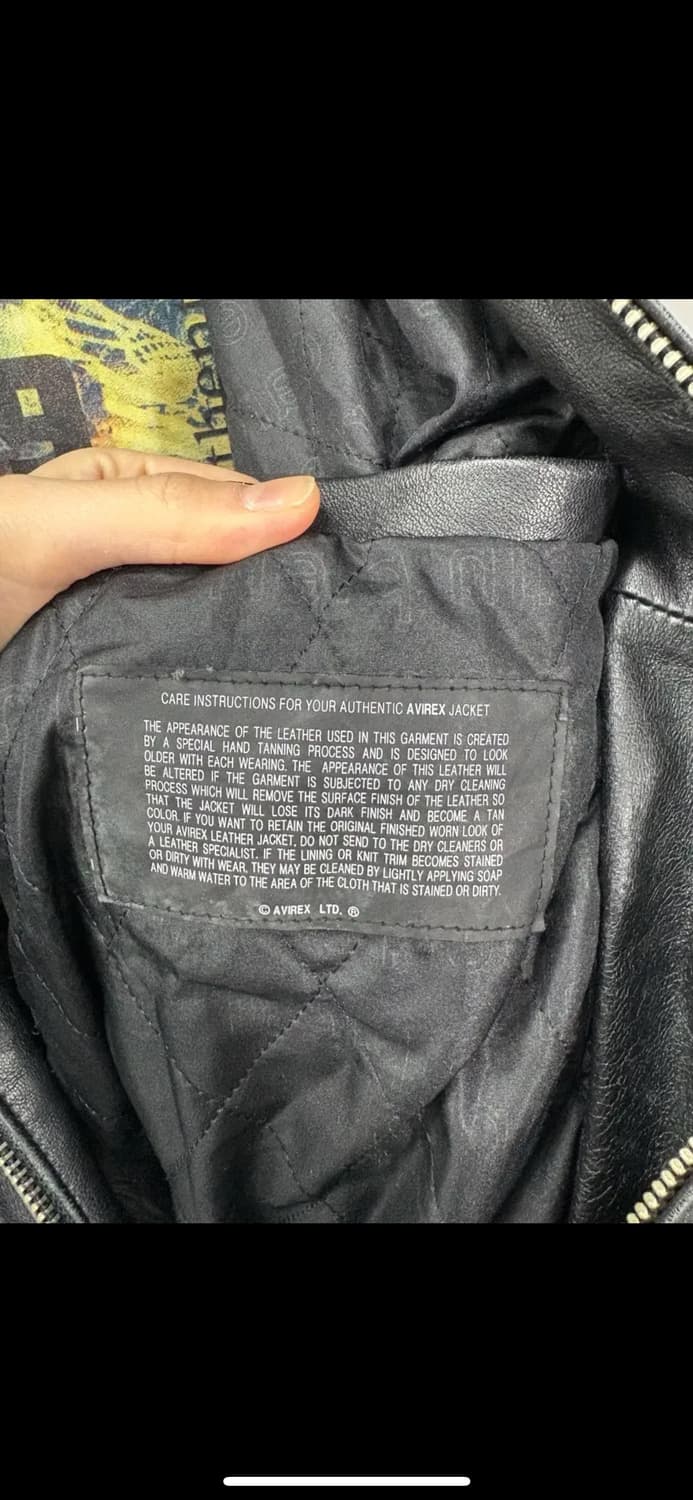 then
CARE INSTRUCTIONS FOR YOUR AUTHENTIC AVIREX JACKET
THE APPEARANCE OF THE LEATHER USED IN THIS GARMENT IS CREATED
BY A SPECIAL HAND TANNING PROCESS AND IS DESIGNED TO LOOK
OLDER WITH EACH WEARING. THE APPEARANCE OF THIS LEATHER WILL
BE ALTERED IF THE GARMENT IS SUBJECTED TO ANY DRY CLEANING
PROCESS WHICH WILL REMOVE THE SURFACE FINISH OF THE LEATHER SO
THAT THE JACKET WILL LOSE ITS DARK FINISH AND BECOME A TAN
COLOR. IF YOU WANT TO RETAIN THE ORIGINAL FINISHED WORN LOOK OF
YOUR AVIREX LEATHER JACKET, DO NOT SEND TO THE DRY CLEANERS OR
A LEATHER SPECIALIST. IF THE LINING OR KNIT TRIM BECOMES STAINED
OR DIRTY WITH WEAR, THEY MAY BE CLEANED BY LIGHTLY APPLYING SOAP
AND WARM WATER TO THE AREA OF THE CLOTH THAT IS STAINED OR DIRTY.
© AVIREX LTD. ®